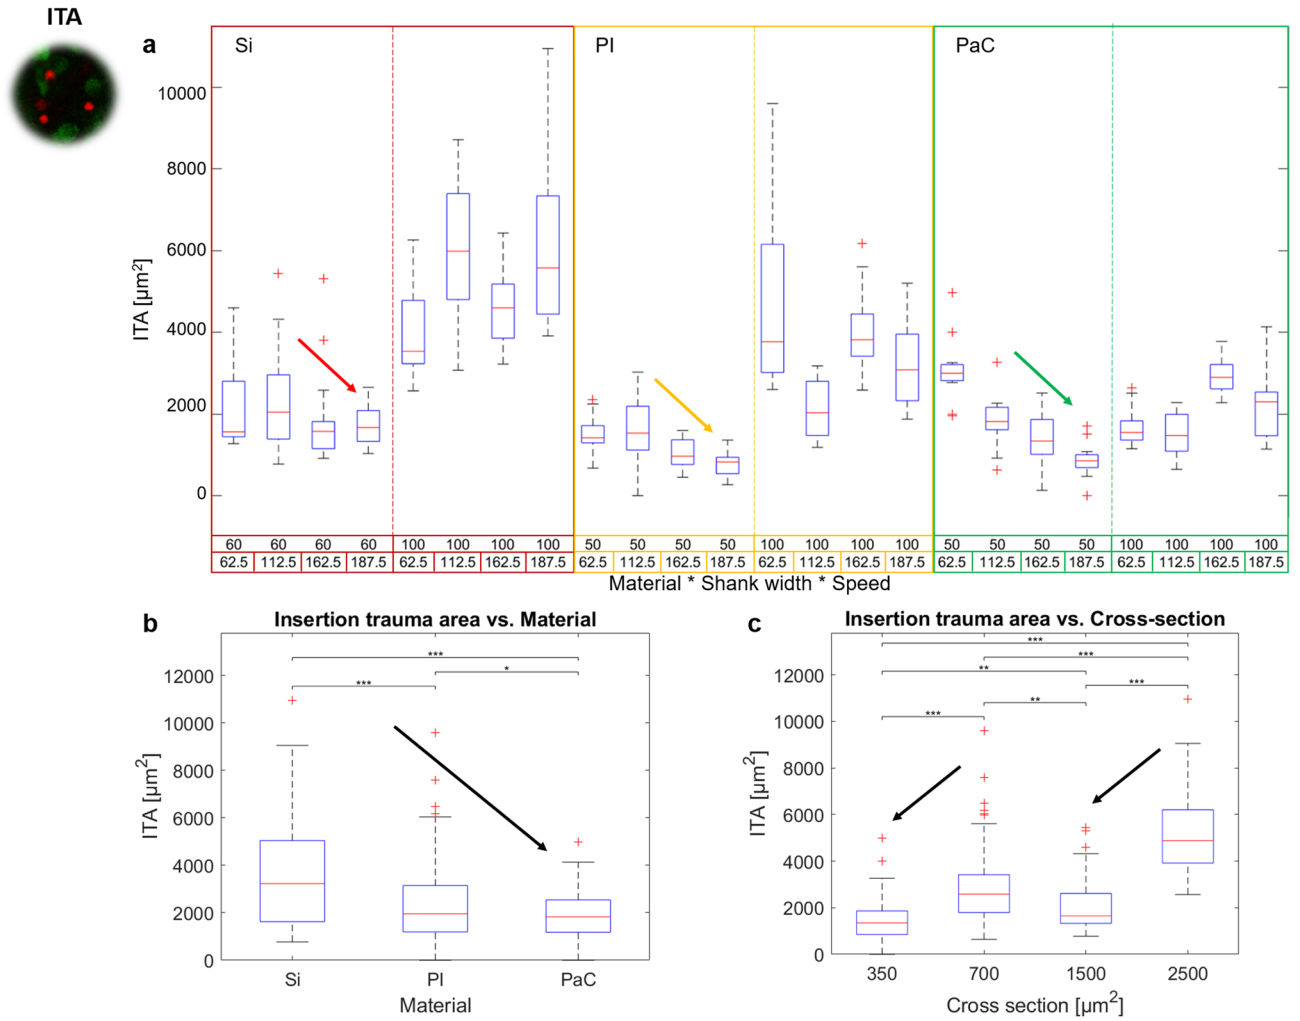 ITA
a
Si
PI
PaC
10000
8000
6000
4000
2000
0
ITA [µm²]
60 60 60 60 100 100 100 100 50 50 50 50 100 100 100 100 50 50 50 50 100 100 100 100
62.5 112.5 162.5 187.5 62.5 112.5 162.5 187.5 62.5 112.5 162.5 187.5 62.5 112.5 162.5 187.5 62.5 112.5 162.5 187.5 62.5 112.5 162.5 187.5
Material * Shank width * Speed
b
Insertion trauma area vs. Material
***
*
***
12000
10000
8000
6000
4000
2000
0
ITA [µm²]
Si PI PaC
Material
c
Insertion trauma area vs. Cross-section
***
***
**
***
**
***
12000
10000
8000
6000
4000
2000
0
ITA [µm²]
350 700 1500 2500
Cross section [µm²]